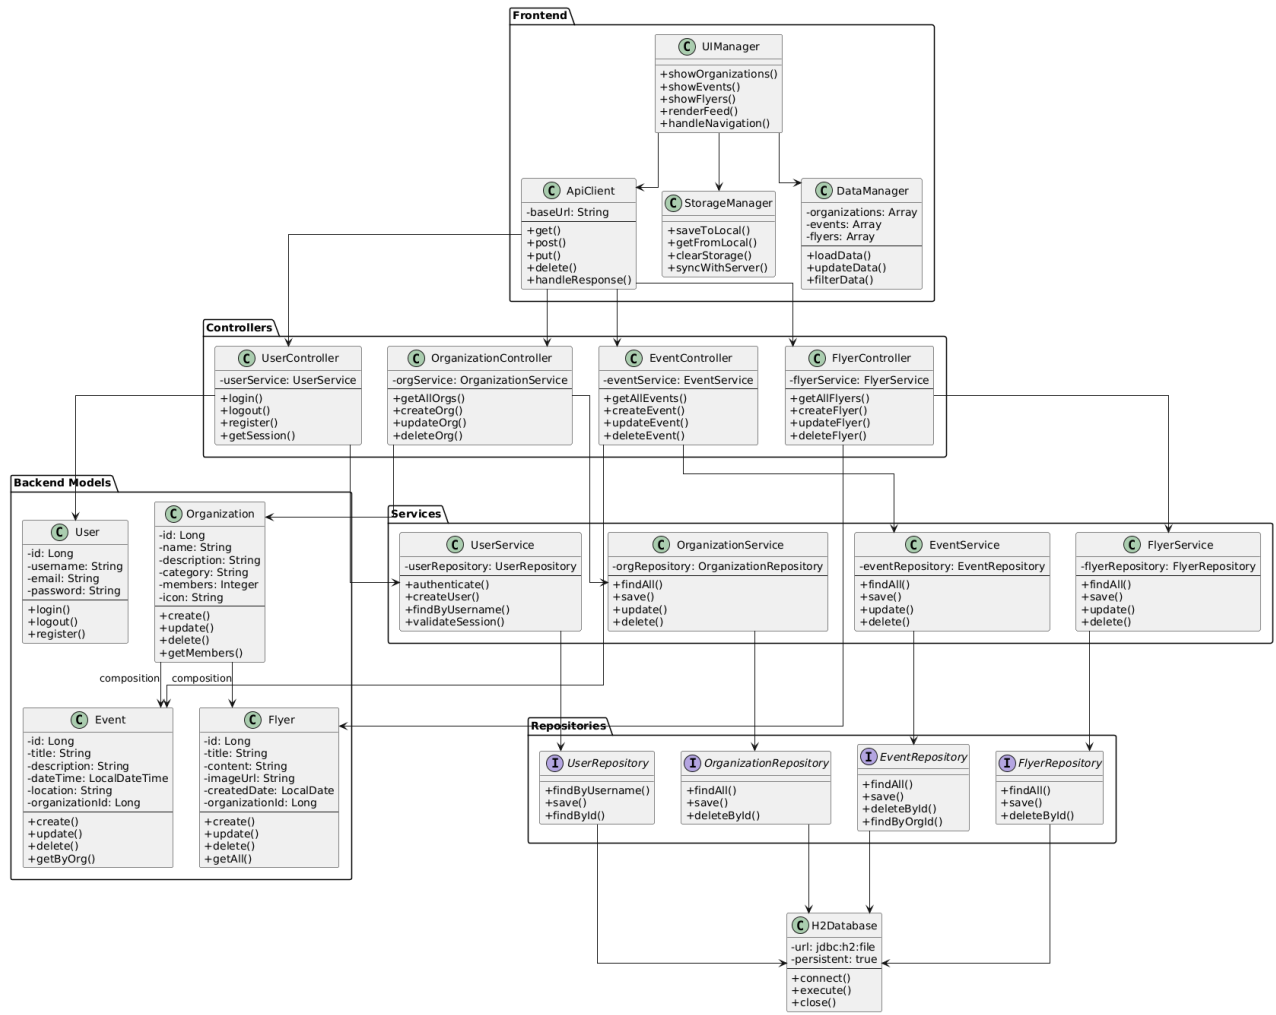 Frontend
C UIManager
+showOrganizations()
+showEvents()
+showFlyers()
+renderFeed()
+handleNavigation()
C ApiClient
-baseUrl: String
+get()
+post()
+put()
+delete()
+handleResponse()
C StorageManager
+saveToLocal()
+getFromLocal()
+clearStorage()
+syncWithServer()
C DataManager
-organizations: Array
-events: Array
-flyers: Array
+loadData()
+updateData()
+filterData()
Controllers
C UserController
-userService: UserService
+login()
+logout()
+register()
+getSession()
C OrganizationController
-orgService: OrganizationService
+getAllOrgs()
+createOrg()
+updateOrg()
+deleteOrg()
C EventController
-eventService: EventService
+getAllEvents()
+createEvent()
+updateEvent()
+deleteEvent()
C FlyerController
-flyerService: FlyerService
+getAllFlyers()
+createFlyer()
+updateFlyer()
+deleteFlyer()
Backend Models
C User
-id: Long
-username: String
-email: String
-password: String
+login()
+logout()
+register()
C Organization
-id: Long
-name: String
-description: String
-category: String
-members: Integer
-icon: String
+create()
+update()
+delete()
+getMembers()
composition
composition
C Event
-id: Long
-title: String
-description: String
-dateTime: LocalDateTime
-location: String
-organizationId: Long
+create()
+update()
+delete()
+getByOrg()
C Flyer
-id: Long
-title: String
-content: String
-imageUrl: String
-createdDate: LocalDate
-organizationId: Long
+create()
+update()
+delete()
+getAll()
Services
C UserService
-userRepository: UserRepository
+authenticate()
+createUser()
+findByUsername()
+validateSession()
C OrganizationService
-orgRepository: OrganizationRepository
+findAll()
+save()
+update()
+delete()
C EventService
-eventRepository: EventRepository
+findAll()
+save()
+update()
+delete()
C FlyerService
-flyerRepository: FlyerRepository
+findAll()
+save()
+update()
+delete()
Repositories
I UserRepository
+findByUsername()
+save()
+findById()
I OrganizationRepository
+findAll()
+save()
+deleteById()
I EventRepository
+findAll()
+save()
+deleteById()
+findByOrgId()
I FlyerRepository
+findAll()
+save()
+deleteById()
C H2Database
-url: jdbc:h2:file
-persistent: true
+connect()
+execute()
+close()